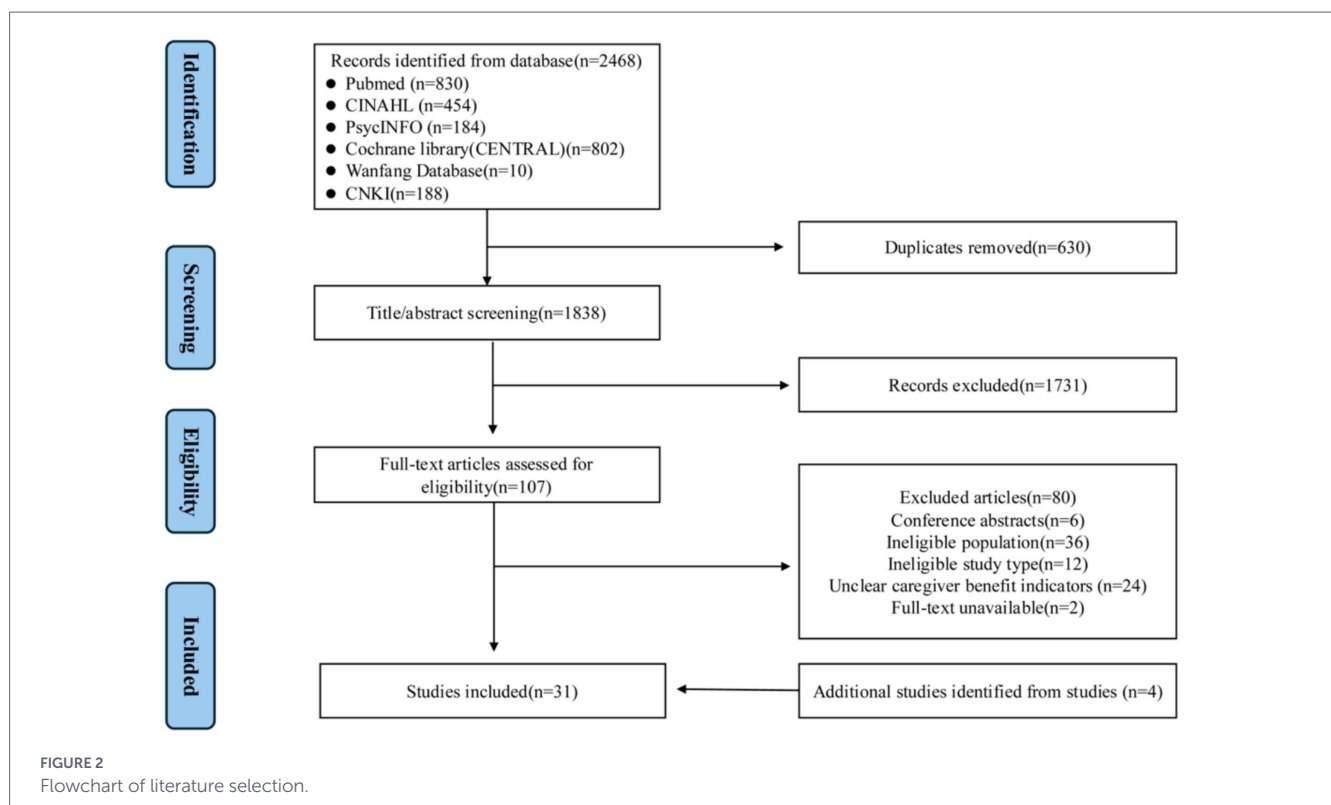 Identification
Records identified from database(n=2468)
● Pubmed (n=830)
● CINAHL (n=454)
● PsycINFO (n=184)
● Cochrane library(CENTRAL)(n=802)
● Wanfang Database(n=10)
● CNKI(n=188)
Duplicates removed(n=630)
Screening
Title/abstract screening(n=1838)
Records excluded(n=1731)
Eligibility
Full-text articles assessed for
eligibility(n=107)
Excluded articles(n=80)
Conference abstracts(n=6)
Ineligible population(n=36)
Ineligible study type(n=12)
Unclear caregiver benefit indicators (n=24)
Full-text unavailable(n=2)
Included
Studies included(n=31)
Additional studies identified from studies (n=4)
FIGURE 2
Flowchart of literature selection.